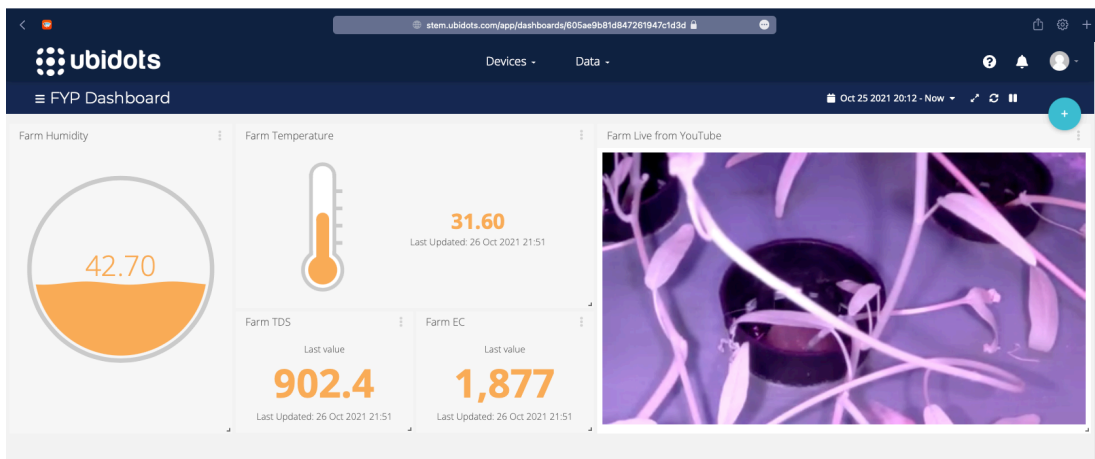 stem.ubidots.com/app/dashboards/605ae9b81d847261947c1d3d
ubidots
Devices
Data
FYP Dashboard
Oct 25 2021 20:12 - Now
Farm Humidity
42.70
Farm Temperature
31.60
Last Updated: 26 Oct 2021 21:51
Farm TDS
Last value
902.4
Last Updated: 26 Oct 2021 21:51
Farm EC
Last value
1,877
Last Updated: 26 Oct 2021 21:51
Farm Live from YouTube